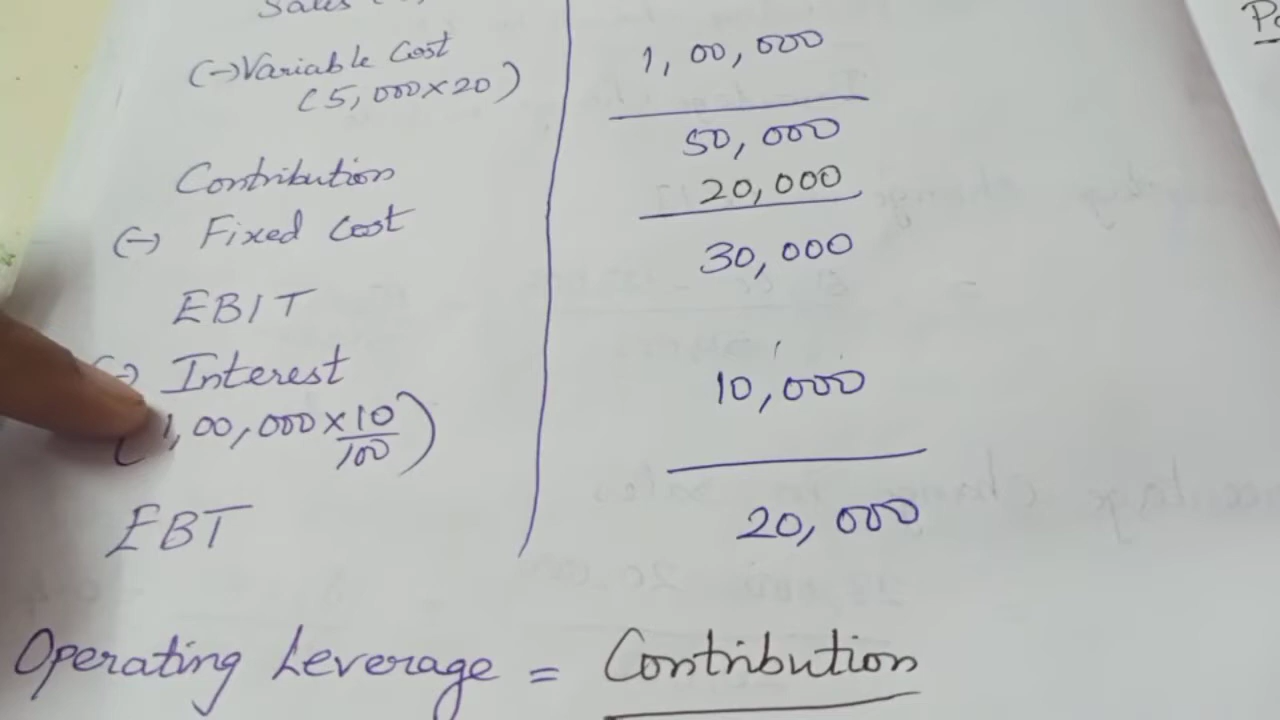 Sales
(-) Variable Cost 1,00,000
(5,000×20)
50,000
Contribution 20,000
(-) Fixed Cost
30,000
EBIT
(-) Interest 10,000
(1,00,000 × 10/100)
EBT 20,000
Operating Leverage = Contribution